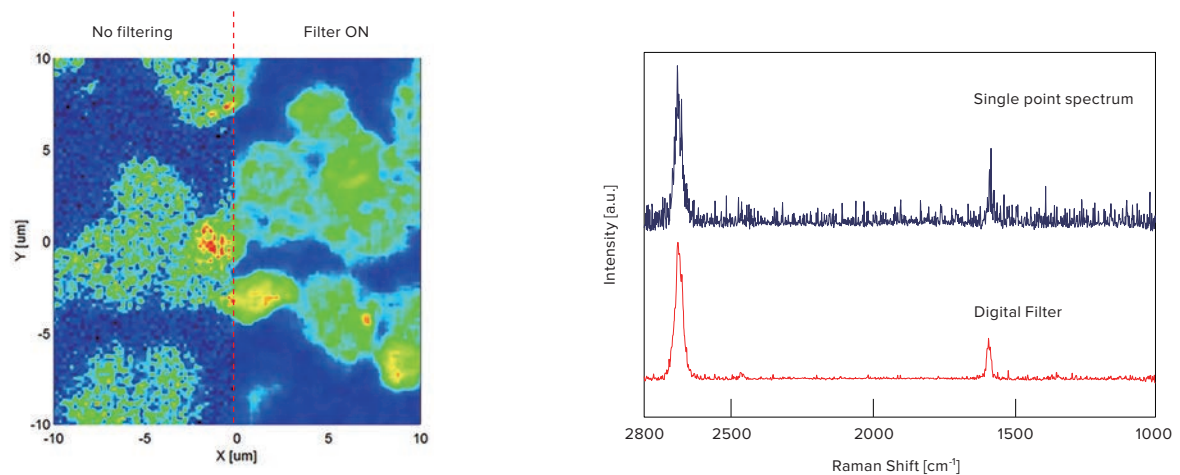 No filtering
Filter ON
10
5
0
-5
-10
Y [um]
-10
-5
0
5
10
X [um]
Single point spectrum
Digital Filter
Intensity [a.u.]
2800
2500
2000
1500
1000
Raman Shift [cm⁻¹]